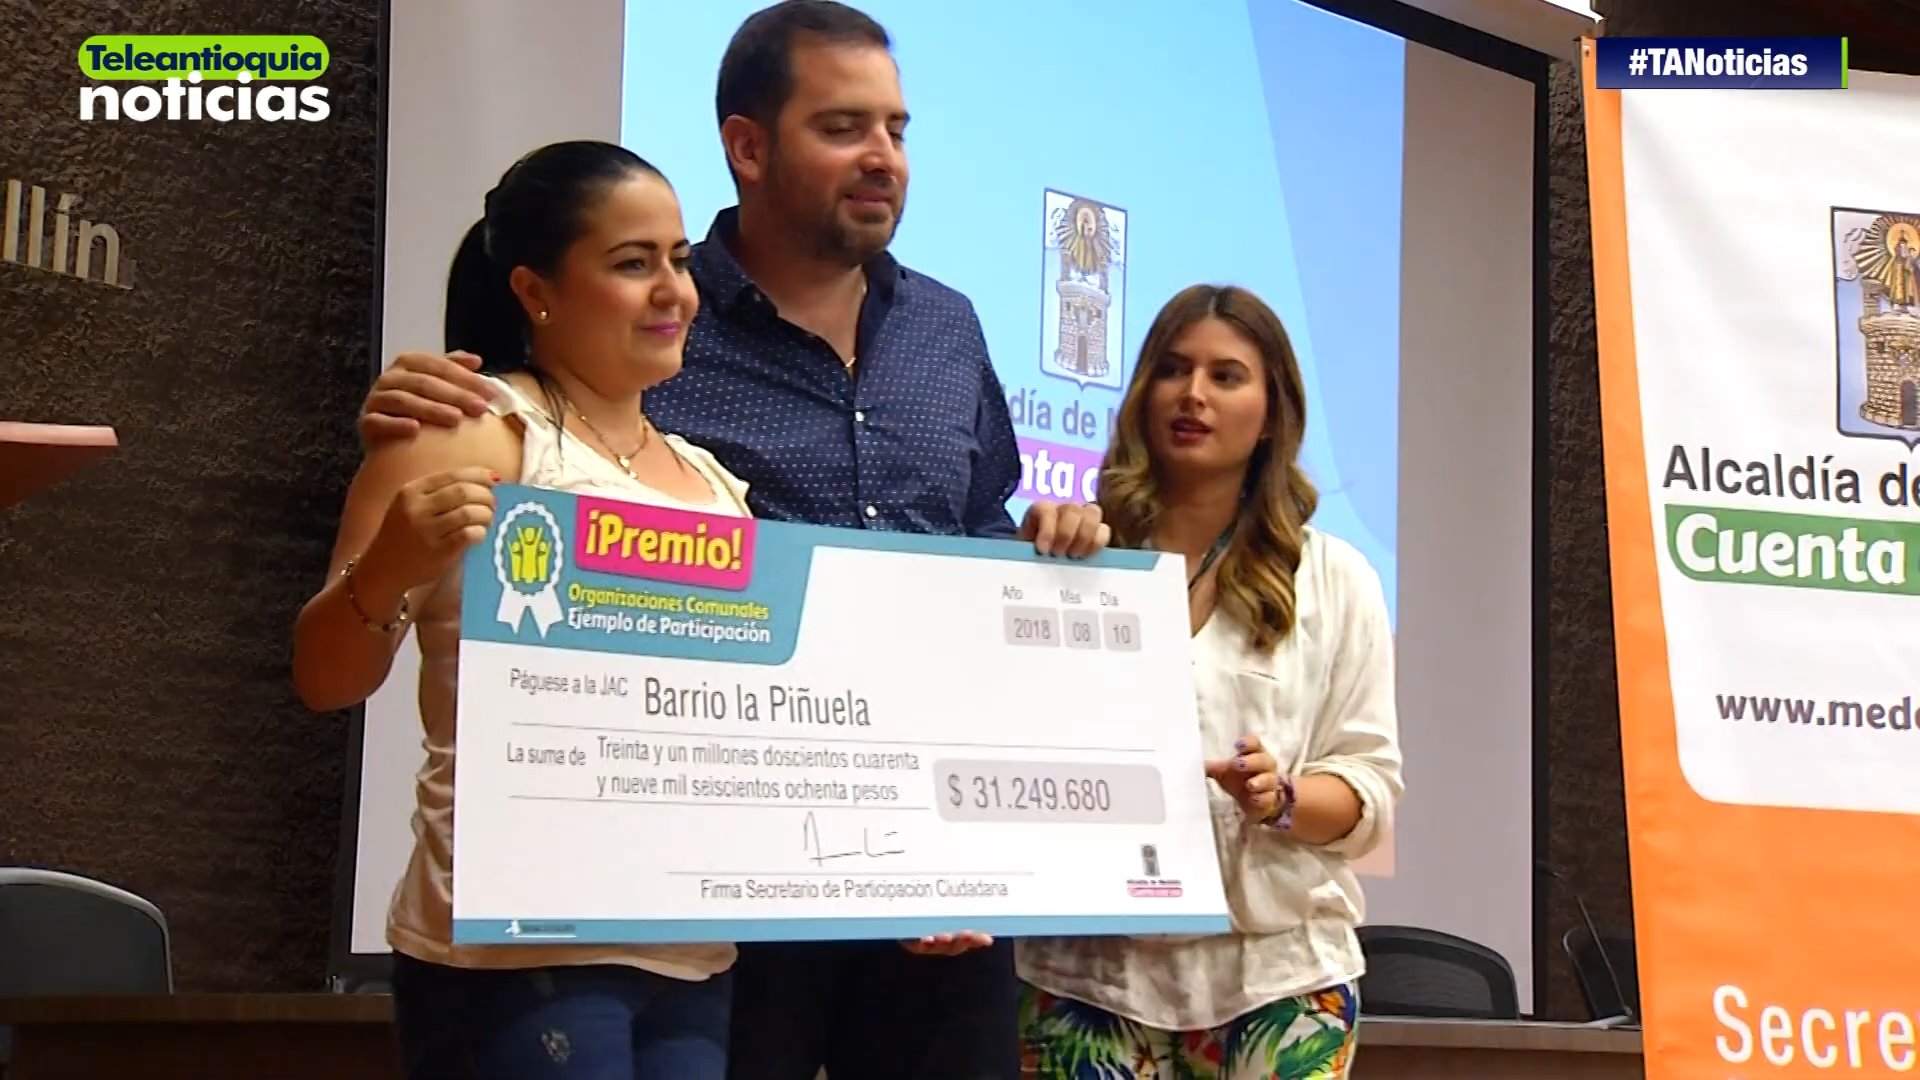 Teleantioquia
noticias
#TANoticias
llín
día de
nta
¡Premio!
Organizaciones Comunales
Ejemplo de Participación
Año Mes Día
2018 08 10
Páguese a la JAC Barrio la Piñuela
La suma de Treinta y un millones doscientos cuarenta
y nueve mil seiscientos ochenta pesos
$ 31.249.680
Firma Secretario de Participación Ciudadana
Alcaldía de
Cuenta
www.mede
Secre